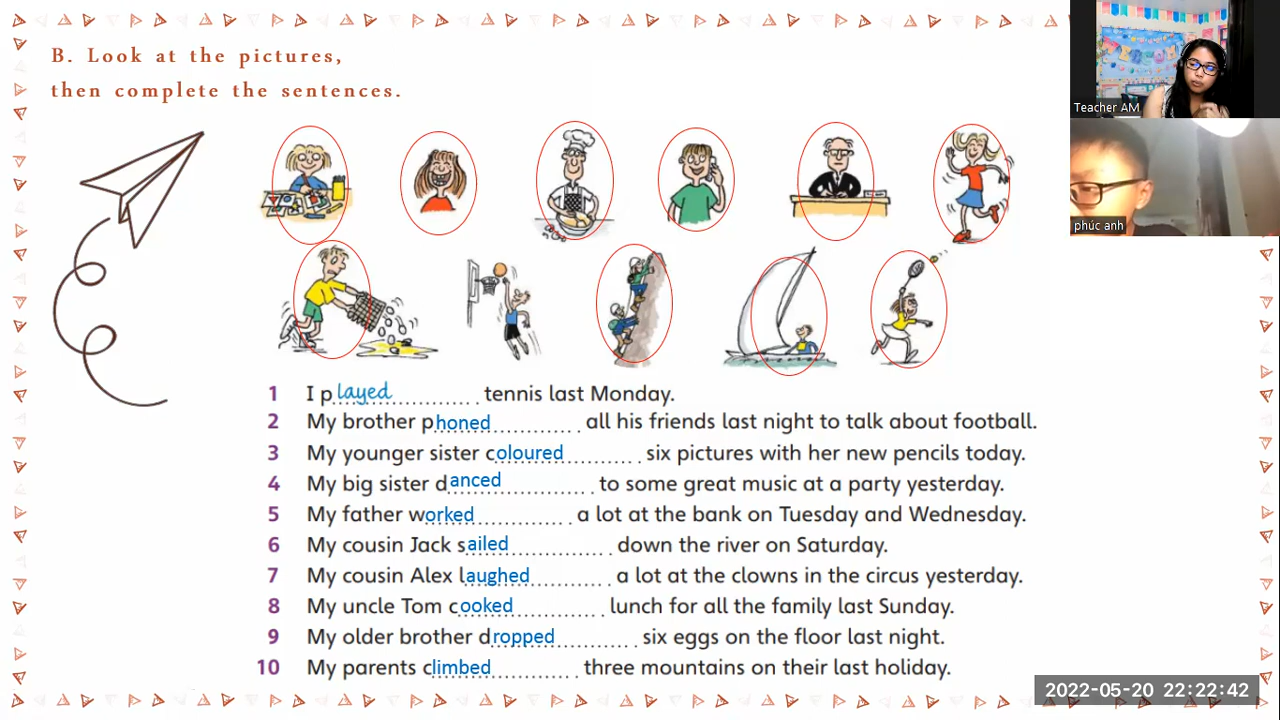 B. Look at the pictures,
then complete the sentences.
Teacher AM
phúc anh
1 I played tennis last Monday.
2 My brother phoned all his friends last night to talk about football.
3 My younger sister coloured six pictures with her new pencils today.
4 My big sister danced to some great music at a party yesterday.
5 My father worked a lot at the bank on Tuesday and Wednesday.
6 My cousin Jack sailed down the river on Saturday.
7 My cousin Alex laughed a lot at the clowns in the circus yesterday.
8 My uncle Tom cooked lunch for all the family last Sunday.
9 My older brother dropped six eggs on the floor last night.
10 My parents climbed three mountains on their last holiday.
2022-05-20 22:22:42